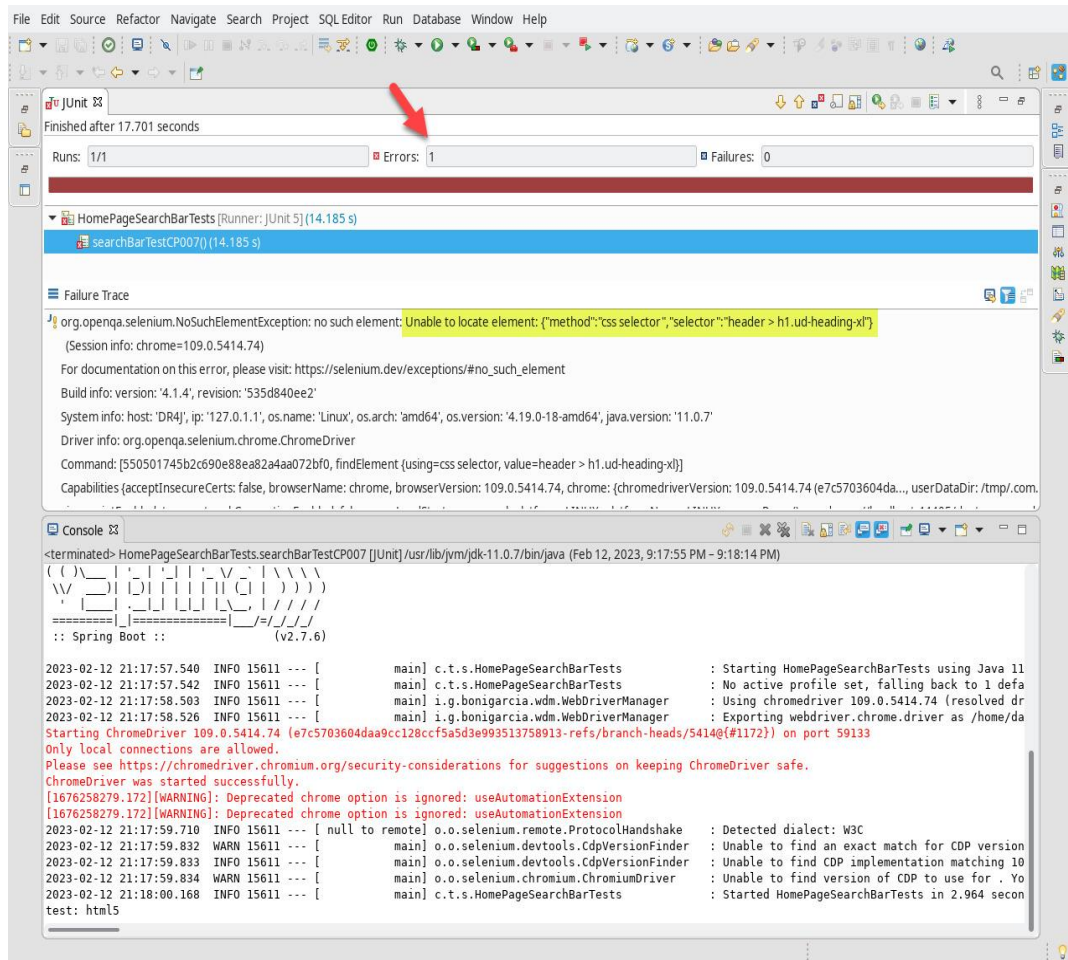 File Edit Source Refactor Navigate Search Project SQL Editor Run Database Window Help
JUnit
Finished after 17.701 seconds
Runs: 1/1 Errors: 1 Failures: 0
HomePageSearchBarTests [Runner: JUnit 5] (14.185 s)
searchBarTestCP007() (14.185 s)
Failure Trace
org.openqa.selenium.NoSuchElementException: no such element: Unable to locate element: {"method":"css selector","selector":"header > h1.ud-heading-xl"}
(Session info: chrome=109.0.5414.74)
For documentation on this error, please visit: https://selenium.dev/exceptions/#no_such_element
Build info: version: '4.1.4', revision: '535d840ee2'
System info: host: 'DR4J', ip: '127.0.1.1', os.name: 'Linux', os.arch: 'amd64', os.version: '4.19.0-18-amd64', java.version: '11.0.7'
Driver info: org.openqa.selenium.chrome.ChromeDriver
Command: [550501745b2c690e88ea82a4aa072bf0, findElement {using=css selector, value=header > h1.ud-heading-xl}]
Capabilities {acceptInsecureCerts: false, browserName: chrome, browserVersion: 109.0.5414.74, chrome: {chromedriverVersion: 109.0.5414.74 (e7c5703604da..., userDataDir: /tmp/.com.
Console
<terminated> HomePageSearchBarTests.searchBarTestCP007 [JUnit] /usr/lib/jvm/jdk-11.0.7/bin/java (Feb 12, 2023, 9:17:55 PM – 9:18:14 PM)
( ( )\___ | '_ | '_| | '_ \/ _` | \ \ \ \
\\/  ___)| |_)| | | | | || (_| |  ) ) ) )
'  |____| .__|_| |_|_| |_\__, | / / / /
=========|_|==============|___/=/_/_/_/
:: Spring Boot :: (v2.7.6)
2023-02-12 21:17:57.540 INFO 15611 --- [ main] c.t.s.HomePageSearchBarTests : Starting HomePageSearchBarTests using Java 11
2023-02-12 21:17:57.542 INFO 15611 --- [ main] c.t.s.HomePageSearchBarTests : No active profile set, falling back to 1 defa
2023-02-12 21:17:58.503 INFO 15611 --- [ main] i.g.bonigarcia.wdm.WebDriverManager : Using chromedriver 109.0.5414.74 (resolved dr
2023-02-12 21:17:58.526 INFO 15611 --- [ main] i.g.bonigarcia.wdm.WebDriverManager : Exporting webdriver.chrome.driver as /home/da
Starting ChromeDriver 109.0.5414.74 (e7c5703604daa9cc128ccf5a5d3e993513758913-refs/branch-heads/5414@{#1172}) on port 59133
Only local connections are allowed.
Please see https://chromedriver.chromium.org/security-considerations for suggestions on keeping ChromeDriver safe.
ChromeDriver was started successfully.
[1676258279.172][WARNING]: Deprecated chrome option is ignored: useAutomationExtension
[1676258279.172][WARNING]: Deprecated chrome option is ignored: useAutomationExtension
2023-02-12 21:17:59.710 INFO 15611 --- [ null to remote] o.o.selenium.remote.ProtocolHandshake : Detected dialect: W3C
2023-02-12 21:17:59.832 WARN 15611 --- [ main] o.o.selenium.devtools.CdpVersionFinder : Unable to find an exact match for CDP version
2023-02-12 21:17:59.833 INFO 15611 --- [ main] o.o.selenium.devtools.CdpVersionFinder : Unable to find CDP implementation matching 10
2023-02-12 21:17:59.834 WARN 15611 --- [ main] o.o.selenium.chromium.ChromiumDriver : Unable to find version of CDP to use for . Yo
2023-02-12 21:18:00.168 INFO 15611 --- [ main] c.t.s.HomePageSearchBarTests : Started HomePageSearchBarTests in 2.964 secon
test: html5